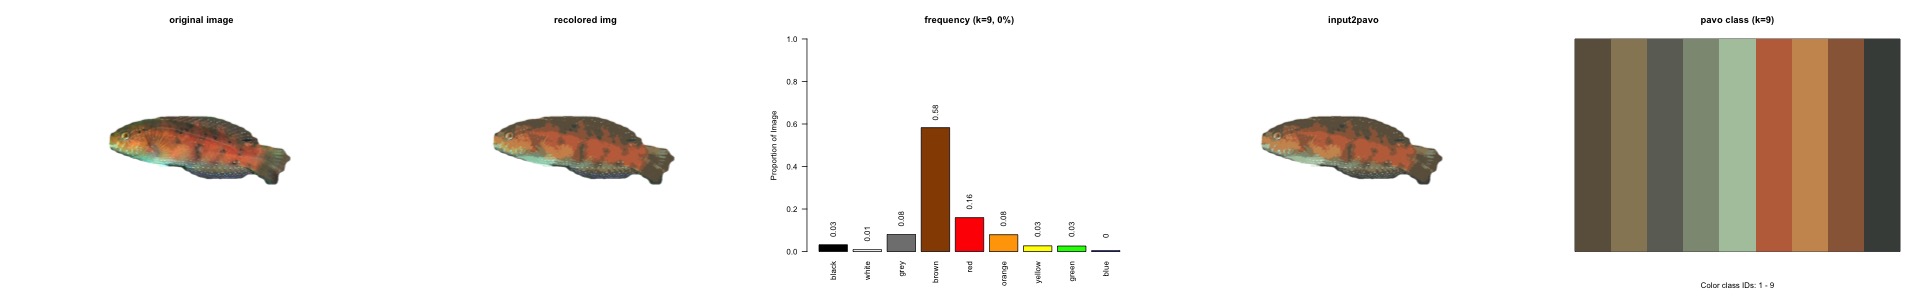 original image
recolored img
frequency (k=9, 0%)
input2pavo
pavo class (k=9)
Proportion of Image
1.0
0.8
0.6
0.4
0.2
0.0
0.03
0.01
0.08
0.58
0.16
0.08
0.03
0.03
0
black
white
grey
brown
red
orange
yellow
green
blue
Color class IDs: 1 - 9